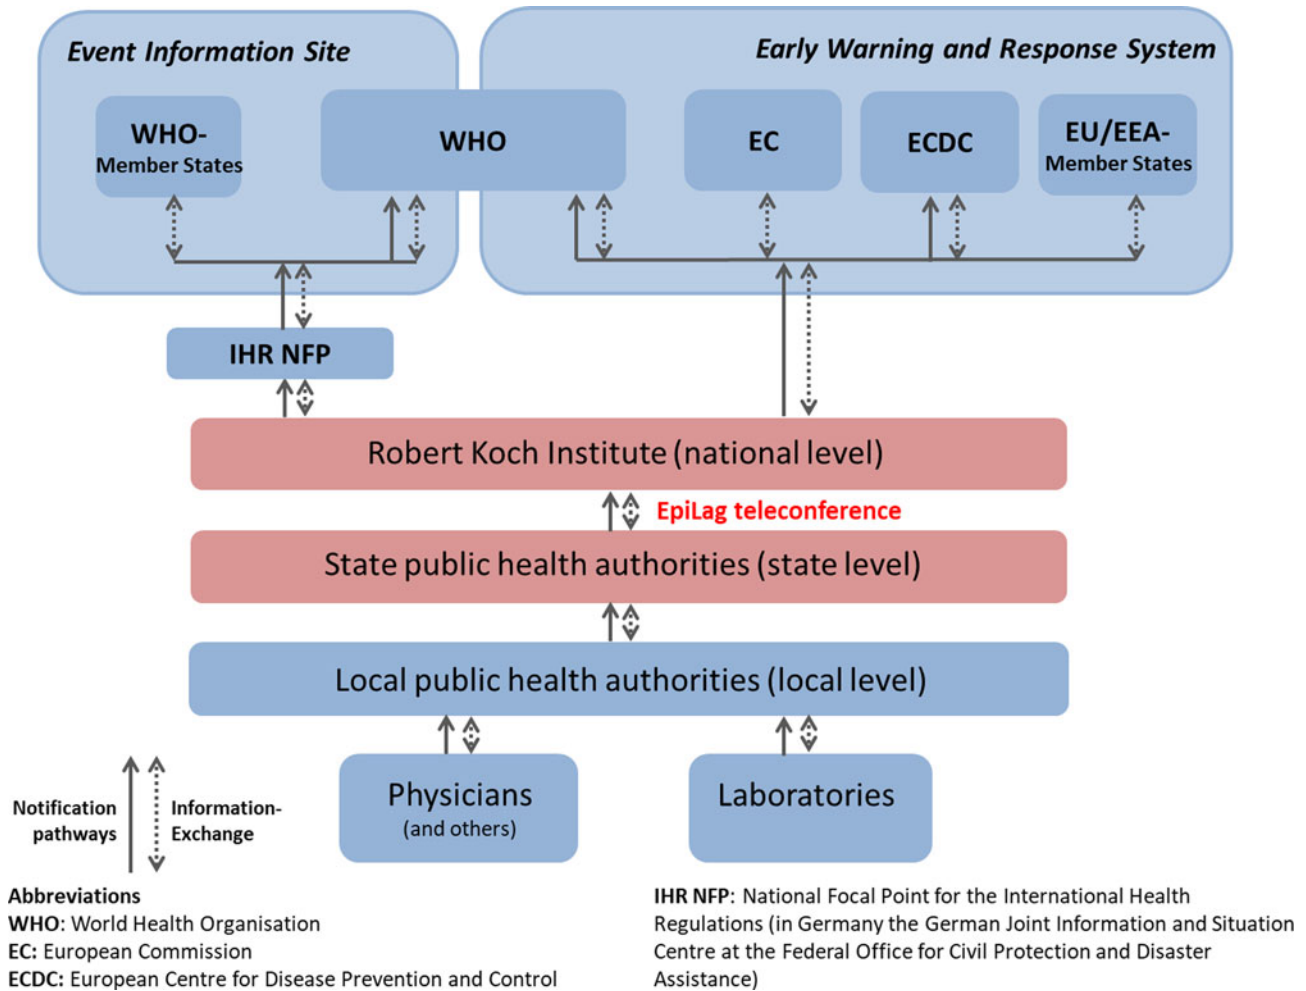 Event Information Site
Early Warning and Response System
WHO-
Member States
WHO
EC
ECDC
EU/EEA-
Member States
IHR NFP
Robert Koch Institute (national level)
EpiLag teleconference
State public health authorities (state level)
Local public health authorities (local level)
Physicians
(and others)
Laboratories
Notification
pathways
Information-
Exchange
Abbreviations
WHO: World Health Organisation
EC: European Commission
ECDC: European Centre for Disease Prevention and Control
IHR NFP: National Focal Point for the International Health
Regulations (in Germany the German Joint Information and Situation
Centre at the Federal Office for Civil Protection and Disaster
Assistance)